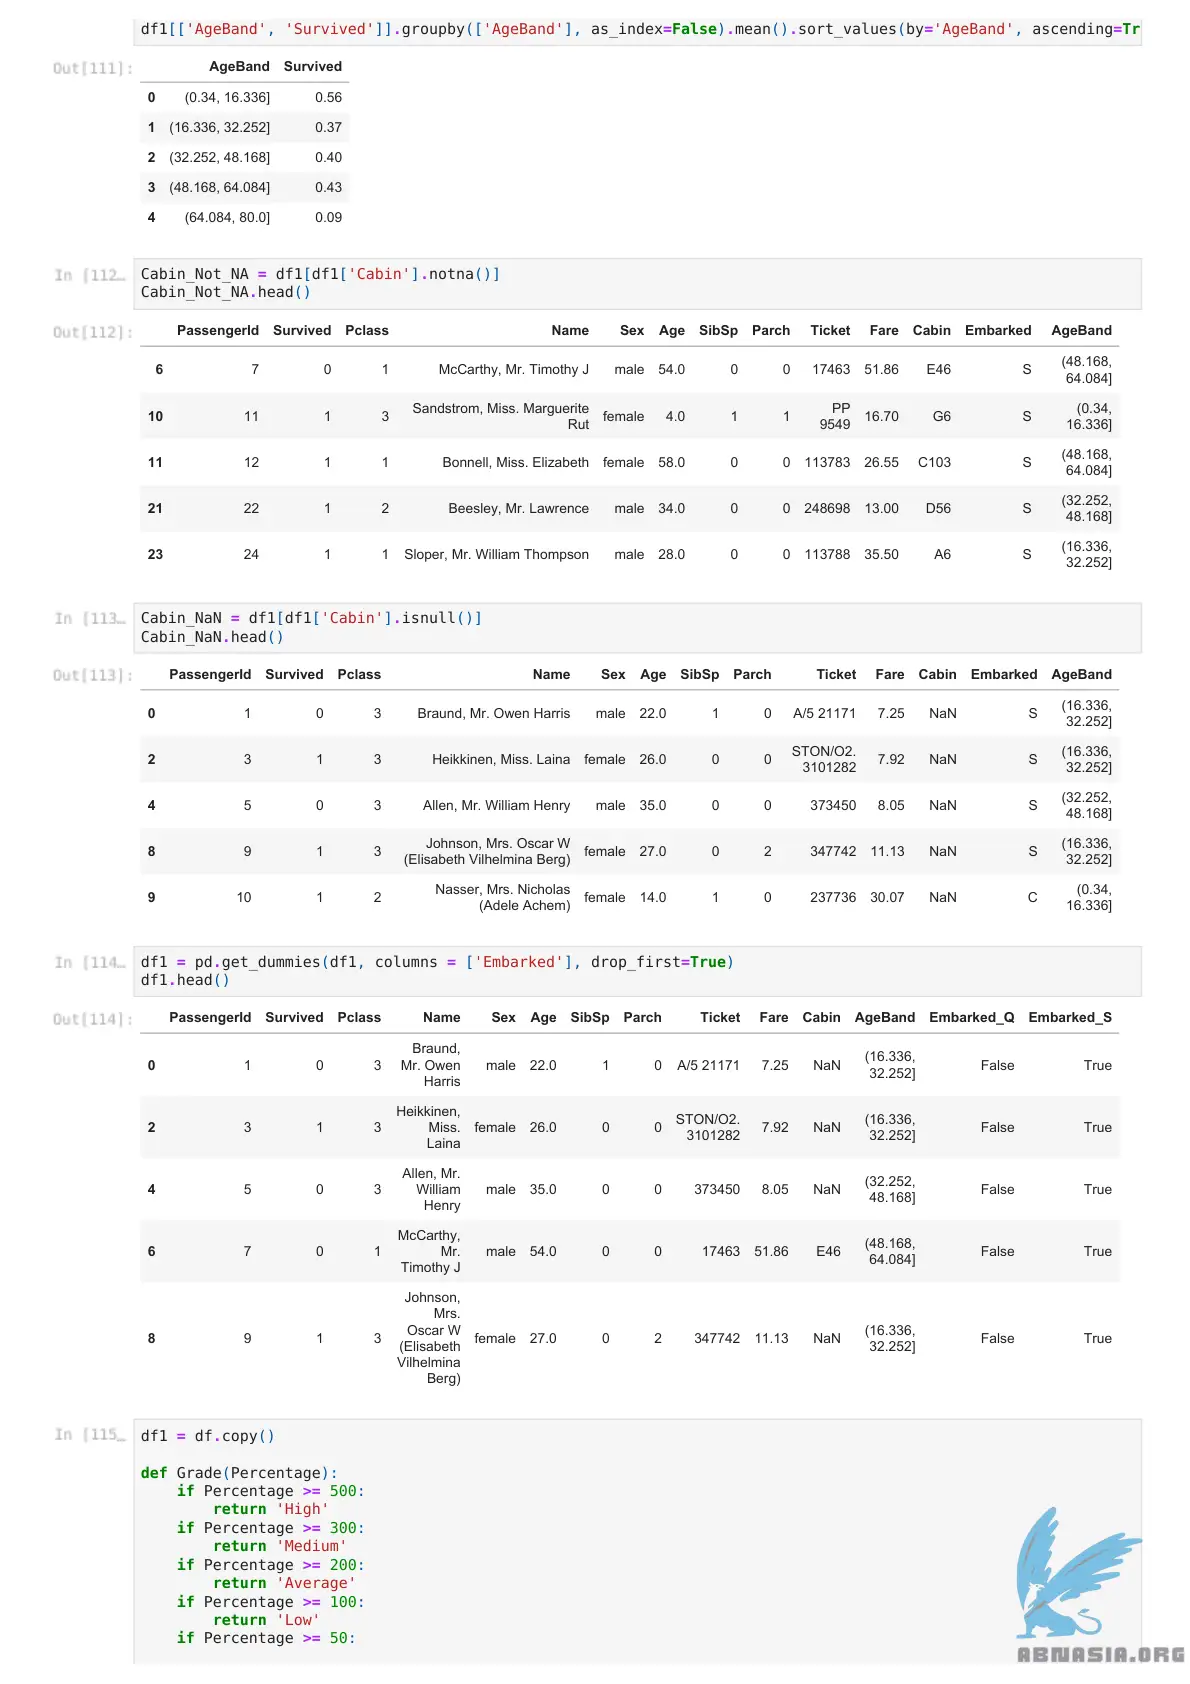 df1[['AgeBand', 'Survived']].groupby(['AgeBand'], as_index=False).mean().sort_values(by='AgeBand', ascending=Tr
Out[111]:
AgeBand Survived
0 (0.34, 16.336] 0.56
1 (16.336, 32.252] 0.37
2 (32.252, 48.168] 0.40
3 (48.168, 64.084] 0.43
4 (64.084, 80.0] 0.09
In [112…
Cabin_Not_NA = df1[df1['Cabin'].notna()]
Cabin_Not_NA.head()
Out[112]:
PassengerId Survived Pclass Name Sex Age SibSp Parch Ticket Fare Cabin Embarked AgeBand
6 7 0 1 McCarthy, Mr. Timothy J male 54.0 0 0 17463 51.86 E46 S (48.168, 64.084]
10 11 1 3 Sandstrom, Miss. Marguerite Rut female 4.0 1 1 PP 9549 16.70 G6 S (0.34, 16.336]
11 12 1 1 Bonnell, Miss. Elizabeth female 58.0 0 0 113783 26.55 C103 S (48.168, 64.084]
21 22 1 2 Beesley, Mr. Lawrence male 34.0 0 0 248698 13.00 D56 S (32.252, 48.168]
23 24 1 1 Sloper, Mr. William Thompson male 28.0 0 0 113788 35.50 A6 S (16.336, 32.252]
In [113…
Cabin_NaN = df1[df1['Cabin'].isnull()]
Cabin_NaN.head()
Out[113]:
PassengerId Survived Pclass Name Sex Age SibSp Parch Ticket Fare Cabin Embarked AgeBand
0 1 0 3 Braund, Mr. Owen Harris male 22.0 1 0 A/5 21171 7.25 NaN S (16.336, 32.252]
2 3 1 3 Heikkinen, Miss. Laina female 26.0 0 0 STON/O2. 3101282 7.92 NaN S (16.336, 32.252]
4 5 0 3 Allen, Mr. William Henry male 35.0 0 0 373450 8.05 NaN S (32.252, 48.168]
8 9 1 3 Johnson, Mrs. Oscar W (Elisabeth Vilhelmina Berg) female 27.0 0 2 347742 11.13 NaN S (16.336, 32.252]
9 10 1 2 Nasser, Mrs. Nicholas (Adele Achem) female 14.0 1 0 237736 30.07 NaN C (0.34, 16.336]
In [114…
df1 = pd.get_dummies(df1, columns = ['Embarked'], drop_first=True)
df1.head()
Out[114]:
PassengerId Survived Pclass Name Sex Age SibSp Parch Ticket Fare Cabin AgeBand Embarked_Q Embarked_S
0 1 0 3 Braund, Mr. Owen Harris male 22.0 1 0 A/5 21171 7.25 NaN (16.336, 32.252] False True
2 3 1 3 Heikkinen, Miss. Laina female 26.0 0 0 STON/O2. 3101282 7.92 NaN (16.336, 32.252] False True
4 5 0 3 Allen, Mr. William Henry male 35.0 0 0 373450 8.05 NaN (32.252, 48.168] False True
6 7 0 1 McCarthy, Mr. Timothy J male 54.0 0 0 17463 51.86 E46 (48.168, 64.084] False True
8 9 1 3 Johnson, Mrs. Oscar W (Elisabeth Vilhelmina Berg) female 27.0 0 2 347742 11.13 NaN (16.336, 32.252] False True
In [115…
df1 = df.copy()
def Grade(Percentage):
    if Percentage >= 500:
        return 'High'
    if Percentage >= 300:
        return 'Medium'
    if Percentage >= 200:
        return 'Average'
    if Percentage >= 100:
        return 'Low'
    if Percentage >= 50:
ABNASIA.ORG